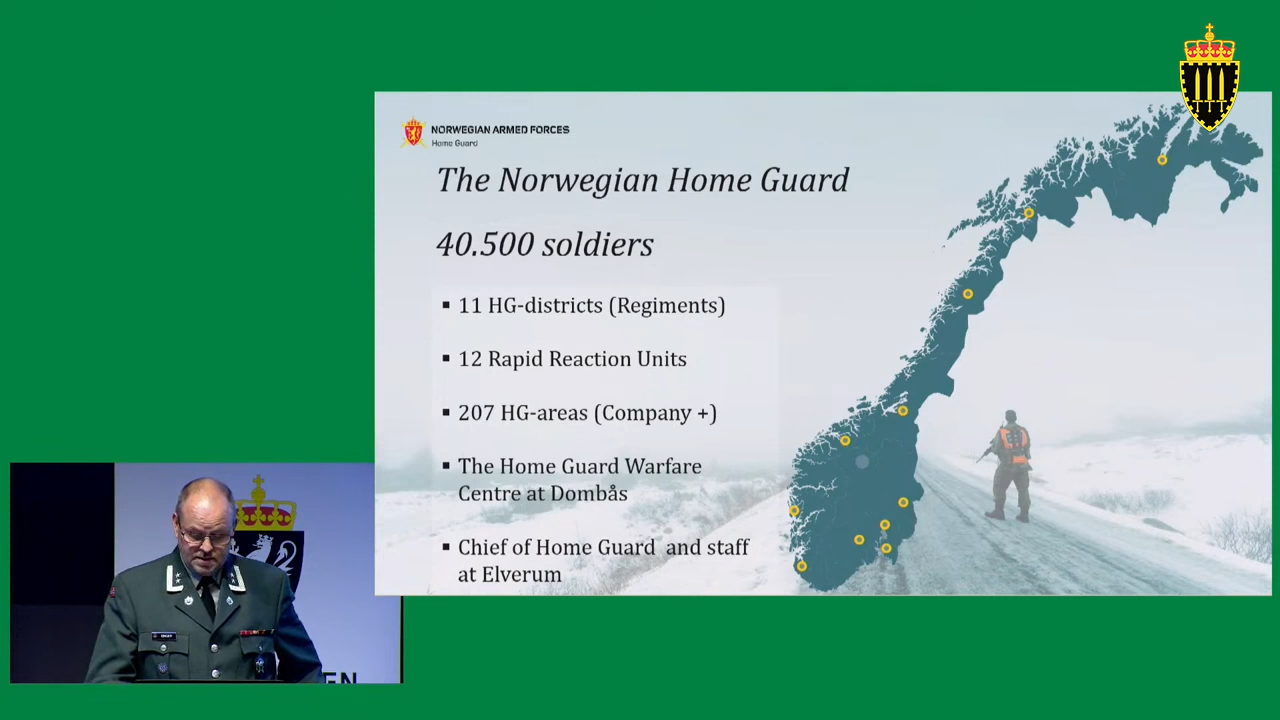 NORWEGIAN ARMED FORCES
Home Guard
The Norwegian Home Guard
40.500 soldiers
▪ 11 HG-districts (Regiments)
▪ 12 Rapid Reaction Units
▪ 207 HG-areas (Company +)
▪ The Home Guard Warfare
Centre at Dombås
▪ Chief of Home Guard and staff
at Elverum
EN